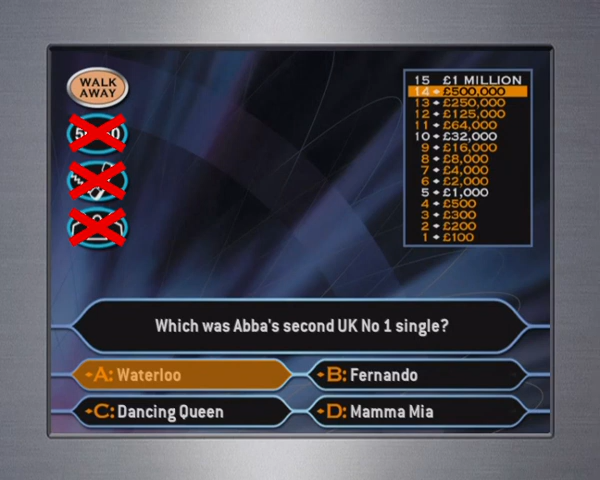 WALK
AWAY
15 £1 MILLION
14 ♦ £500,000
13 ♦ £250,000
12 ♦ £125,000
11 ♦ £64,000
10 ♦ £32,000
9 ♦ £16,000
8 ♦ £8,000
7 ♦ £4,000
6 ♦ £2,000
5 ♦ £1,000
4 ♦ £500
3 ♦ £300
2 ♦ £200
1 ♦ £100
Which was Abba's second UK No 1 single?
♦A: Waterloo
♦B: Fernando
♦C: Dancing Queen
♦D: Mamma Mia